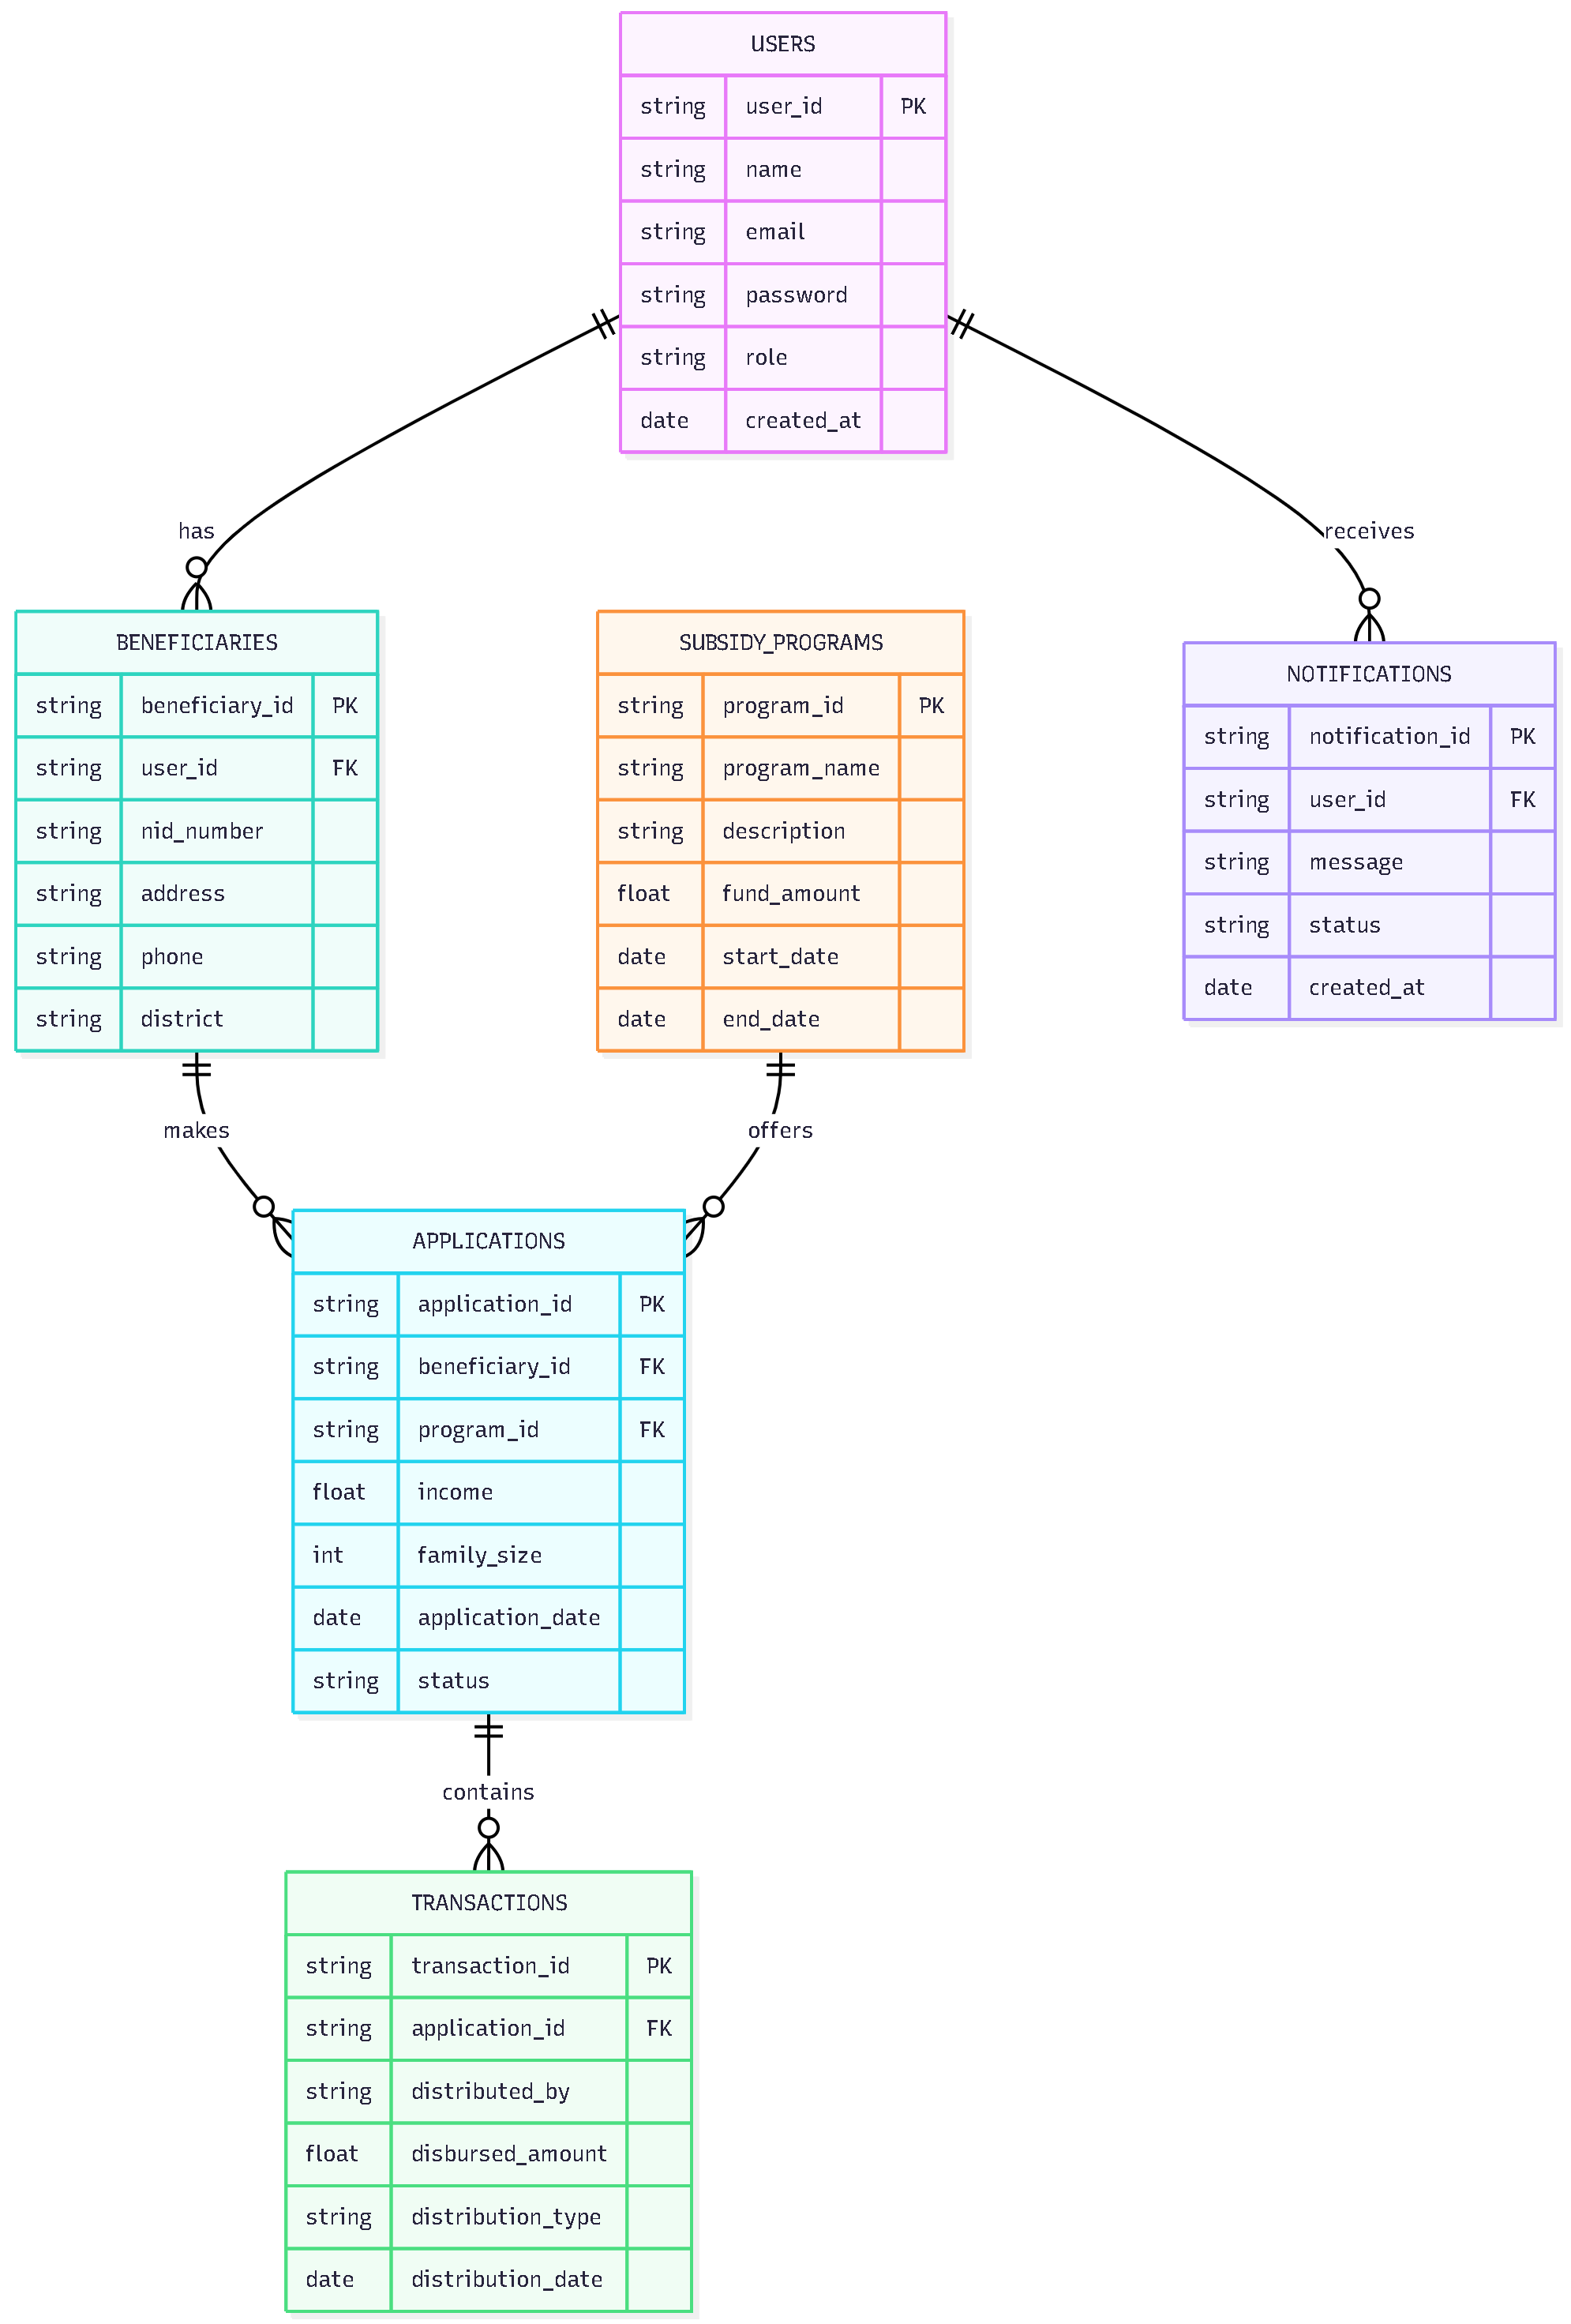 USERS
string user_id PK
string name
string email
string password
string role
date created_at
has
receives
BENEFICIARIES
string beneficiary_id PK
string user_id FK
string nid_number
string address
string phone
string district
SUBSIDY_PROGRAMS
string program_id PK
string program_name
string description
float fund_amount
date start_date
date end_date
NOTIFICATIONS
string notification_id PK
string user_id FK
string message
string status
date created_at
makes
offers
APPLICATIONS
string application_id PK
string beneficiary_id FK
string program_id FK
float income
int family_size
date application_date
string status
contains
TRANSACTIONS
string transaction_id PK
string application_id FK
string distributed_by
float disbursed_amount
string distribution_type
date distribution_date